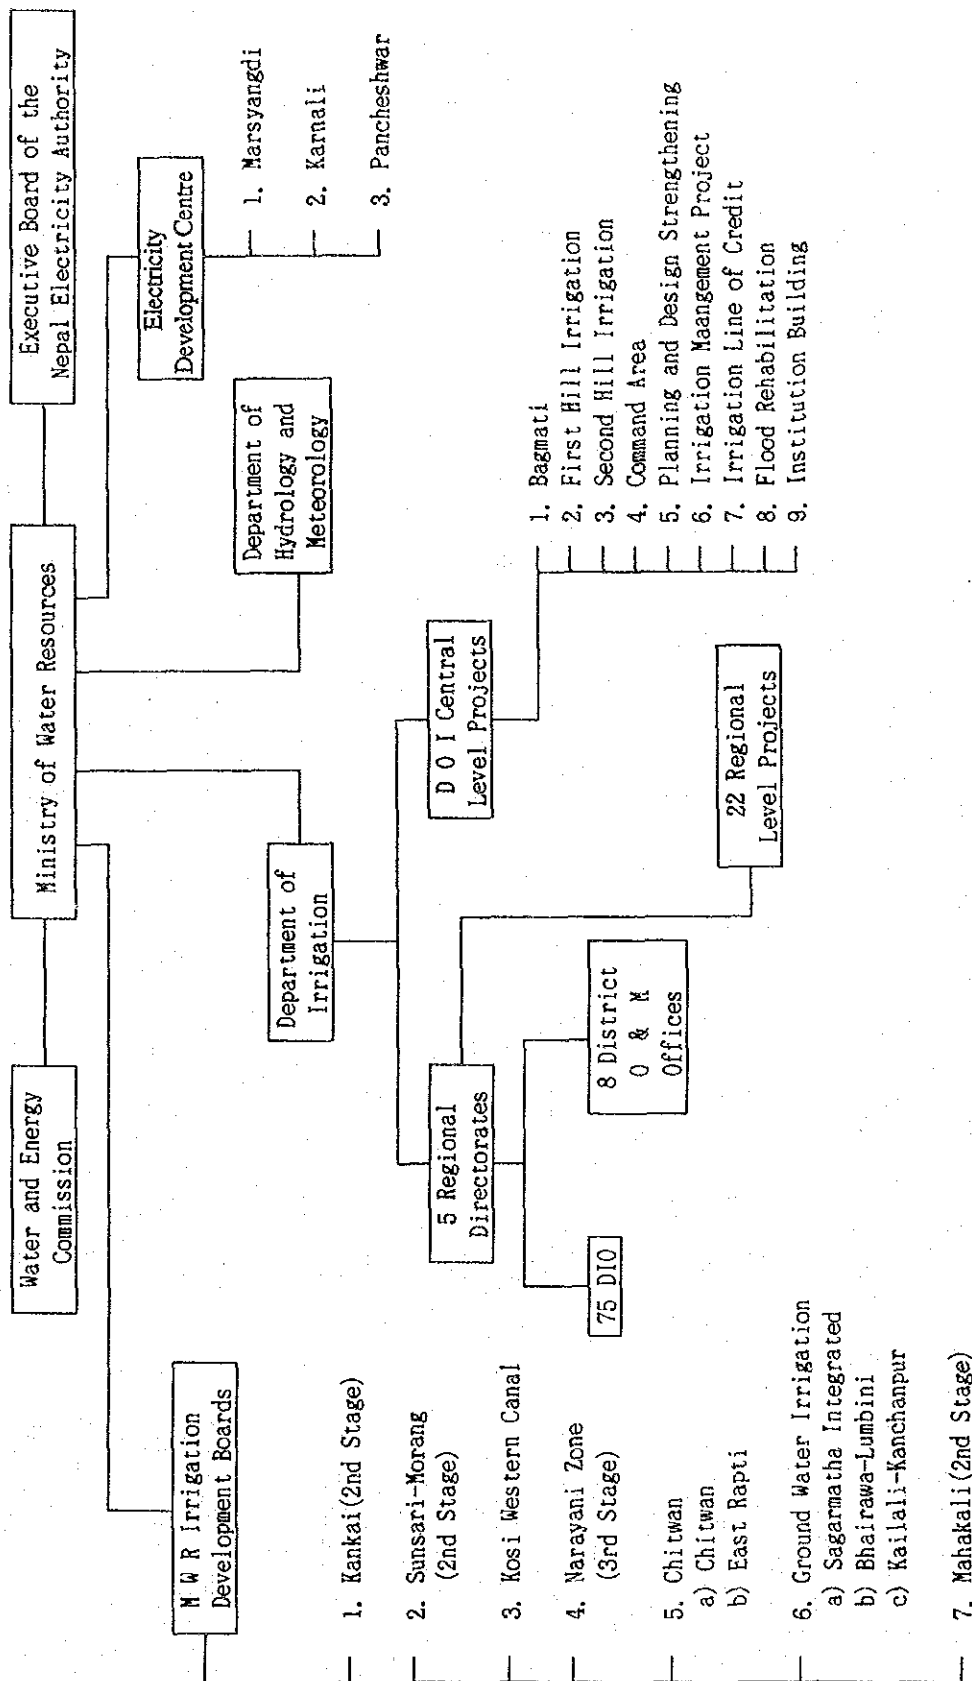 Water and Energy
Commission
Ministry of Water Resources
Executive Board of the
Nepal Electricity Authority
M W R Irrigation
Development Boards
Department of
Irrigation
Department of
Hydrology and
Meteorology
Electricity
Development Centre
1. Marsyangdi
2. Karnali
3. Pancheshwar
5 Regional
Directorates
D O I Central
Level Projects
75 DIO
8 District
O & M
Offices
22 Regional
Level Projects
1. Bagmati
2. First Hill Irrigation
3. Second Hill Irrigation
4. Command Area
5. Planning and Design Strengthening
6. Irrigation Maangement Project
7. Irrigation Line of Credit
8. Flood Rehabilitation
9. Institution Building
1. Kankai(2nd Stage)
2. Sunsari-Morang
(2nd Stage)
3. Kosi Western Canal
4. Narayani Zone
(3rd Stage)
5. Chitwan
a) Chitwan
b) East Rapti
6. Ground Water Irrigation
a) Sagarmatha Integrated
b) Bhairawa-Lumbini
c) Kailali-Kanchanpur
7. Mahakali(2nd Stage)